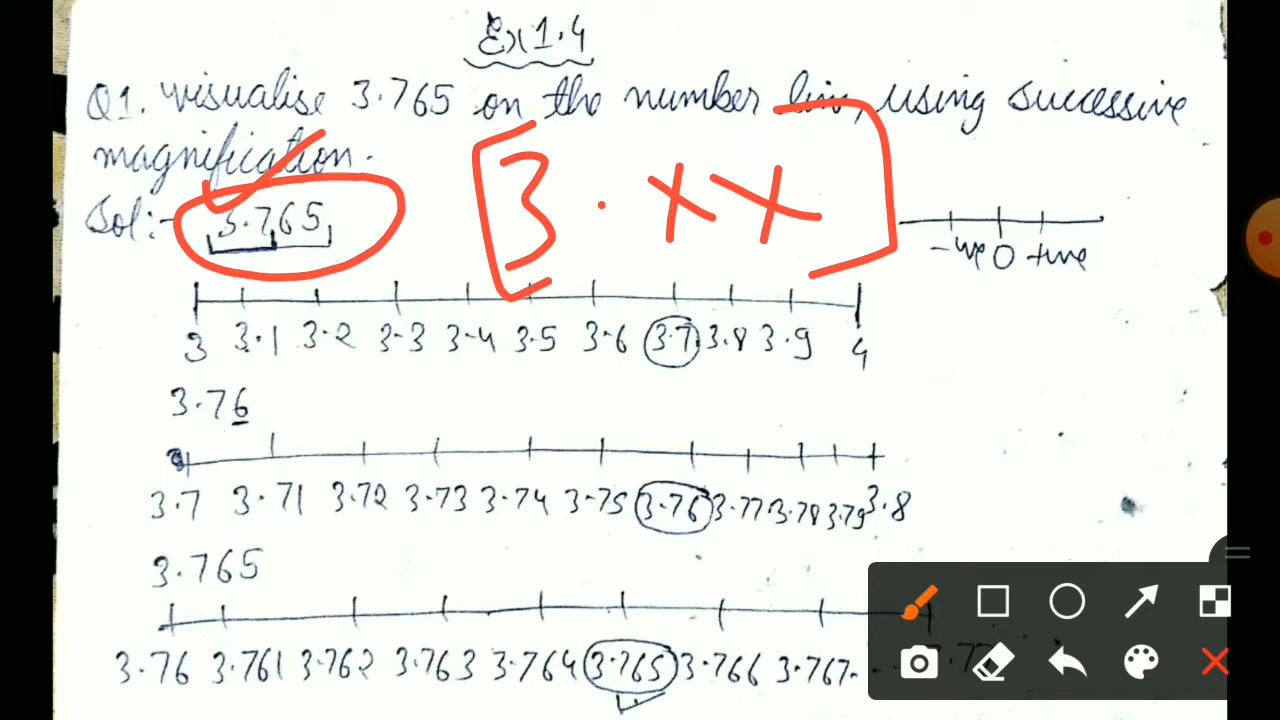 Ex 1.4
Q1. Visualise 3.765 on the number line, using successive
magnification.
Sol:- 3.765
3.XX
-ve 0 +ve
3 3.1 3.2 3.3 3.4 3.5 3.6 3.7 3.8 3.9 4
3.76
3.7 3.71 3.72 3.73 3.74 3.75 3.76 3.77 3.78 3.79 3.8
3.765
3.76 3.761 3.762 3.763 3.764 3.765 3.766 3.767